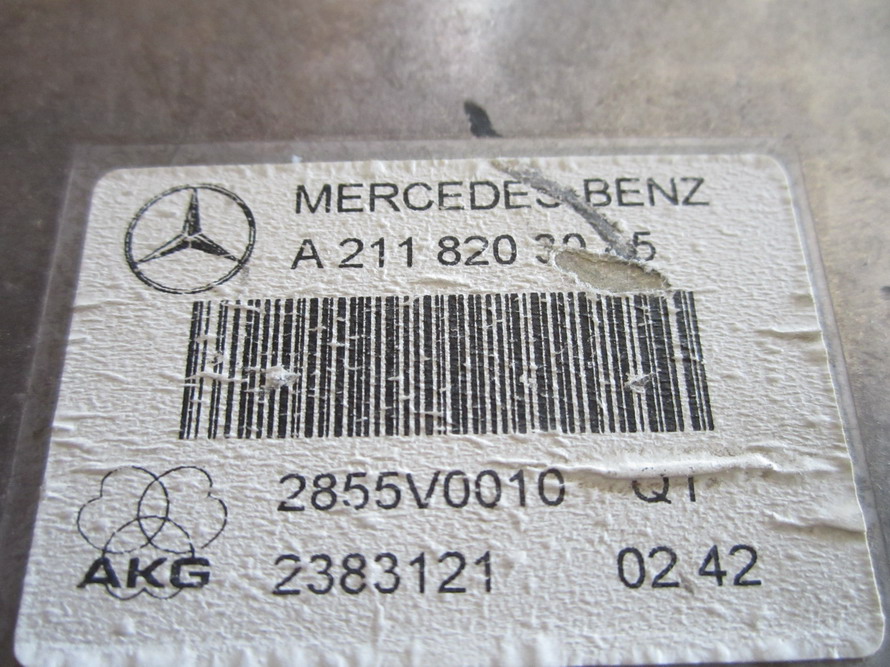 MERCEDES-BENZ
A 211 820
2855V0010
AKG 2383121 02 42